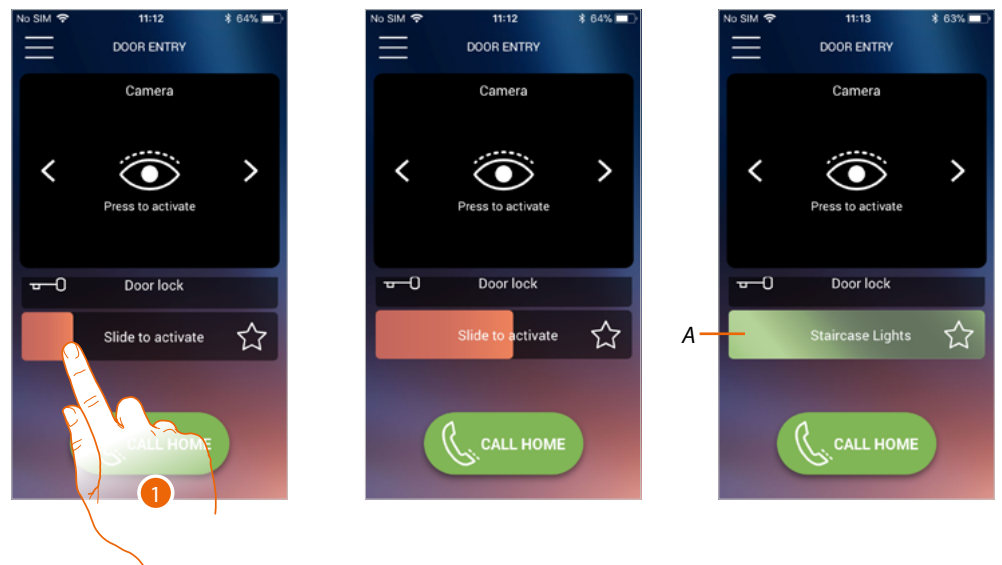 No SIM 11:12 64%
DOOR ENTRY
Camera
Press to activate
Door lock
Slide to activate
CALL HOME
1
No SIM 11:12 64%
DOOR ENTRY
Camera
Press to activate
Door lock
Slide to activate
CALL HOME
No SIM 11:13 63%
DOOR ENTRY
Camera
Press to activate
Door lock
A
Staircase Lights
CALL HOME